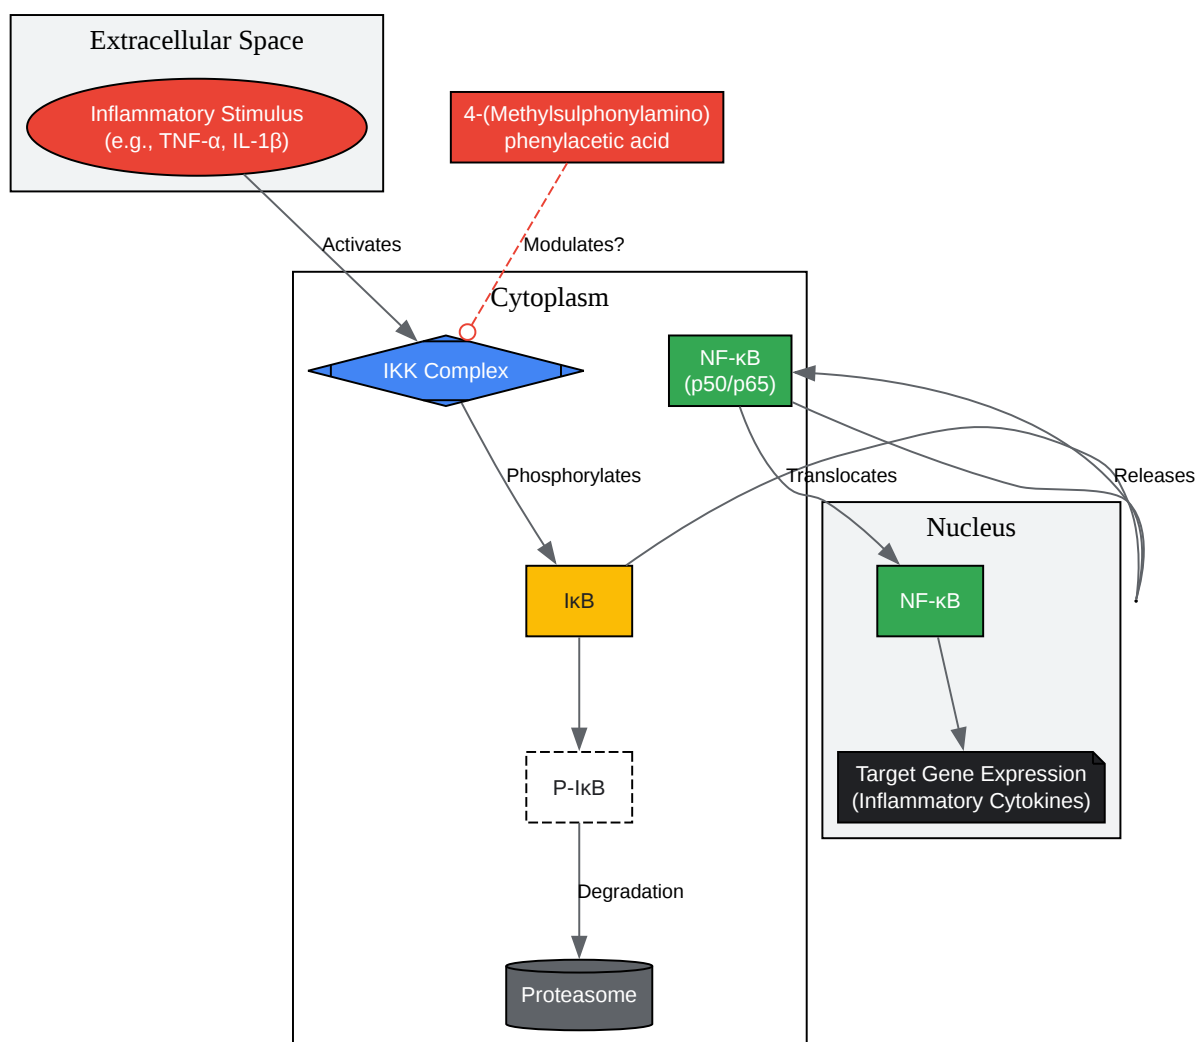 Extracellular Space
Inflammatory Stimulus
(e.g., TNF-α, IL-1β)
4-(Methylsulphonylamino)
phenylacetic acid
Activates
Modulates?
Cytoplasm
IKK Complex
NF-κB
(p50/p65)
Phosphorylates
Translocates
Releases
Nucleus
IκB
NF-κB
P-IκB
Target Gene Expression
(Inflammatory Cytokines)
Degradation
Proteasome